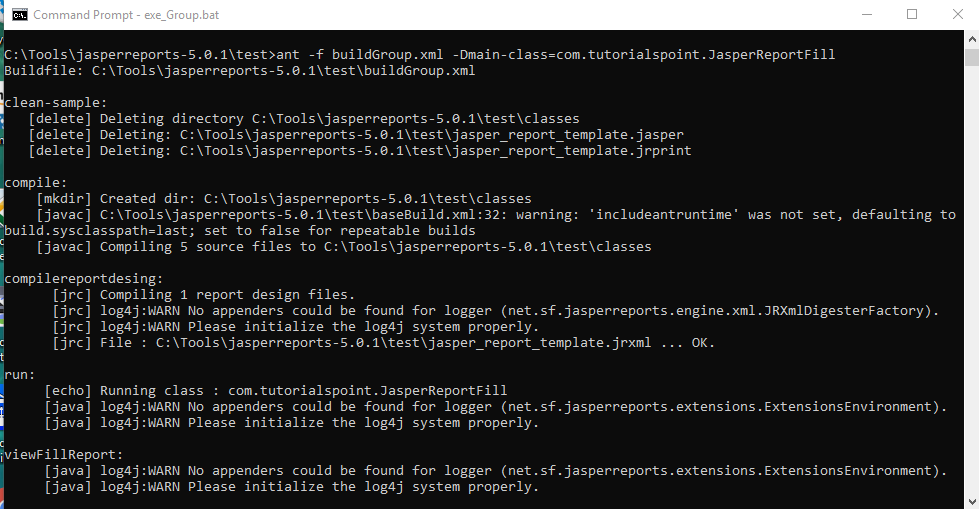 Command Prompt - exe_Group.bat
C:\Tools\jasperreports-5.0.1\test>ant -f buildGroup.xml -Dmain-class=com.tutorialspoint.JasperReportFill
Buildfile: C:\Tools\jasperreports-5.0.1\test\buildGroup.xml
clean-sample:
[delete] Deleting directory C:\Tools\jasperreports-5.0.1\test\classes
[delete] Deleting: C:\Tools\jasperreports-5.0.1\test\jasper_report_template.jasper
[delete] Deleting: C:\Tools\jasperreports-5.0.1\test\jasper_report_template.jrprint
compile:
[mkdir] Created dir: C:\Tools\jasperreports-5.0.1\test\classes
[javac] C:\Tools\jasperreports-5.0.1\test\baseBuild.xml:32: warning: 'includeantruntime' was not set, defaulting to
build.sysclasspath=last; set to false for repeatable builds
[javac] Compiling 5 source files to C:\Tools\jasperreports-5.0.1\test\classes
compilereportdesing:
[jrc] Compiling 1 report design files.
[jrc] log4j:WARN No appenders could be found for logger (net.sf.jasperreports.engine.xml.JRXmlDigesterFactory).
[jrc] log4j:WARN Please initialize the log4j system properly.
[jrc] File : C:\Tools\jasperreports-5.0.1\test\jasper_report_template.jrxml ... OK.
run:
[echo] Running class : com.tutorialspoint.JasperReportFill
[java] log4j:WARN No appenders could be found for logger (net.sf.jasperreports.extensions.ExtensionsEnvironment).
[java] log4j:WARN Please initialize the log4j system properly.
viewFillReport:
[java] log4j:WARN No appenders could be found for logger (net.sf.jasperreports.extensions.ExtensionsEnvironment).
[java] log4j:WARN Please initialize the log4j system properly.